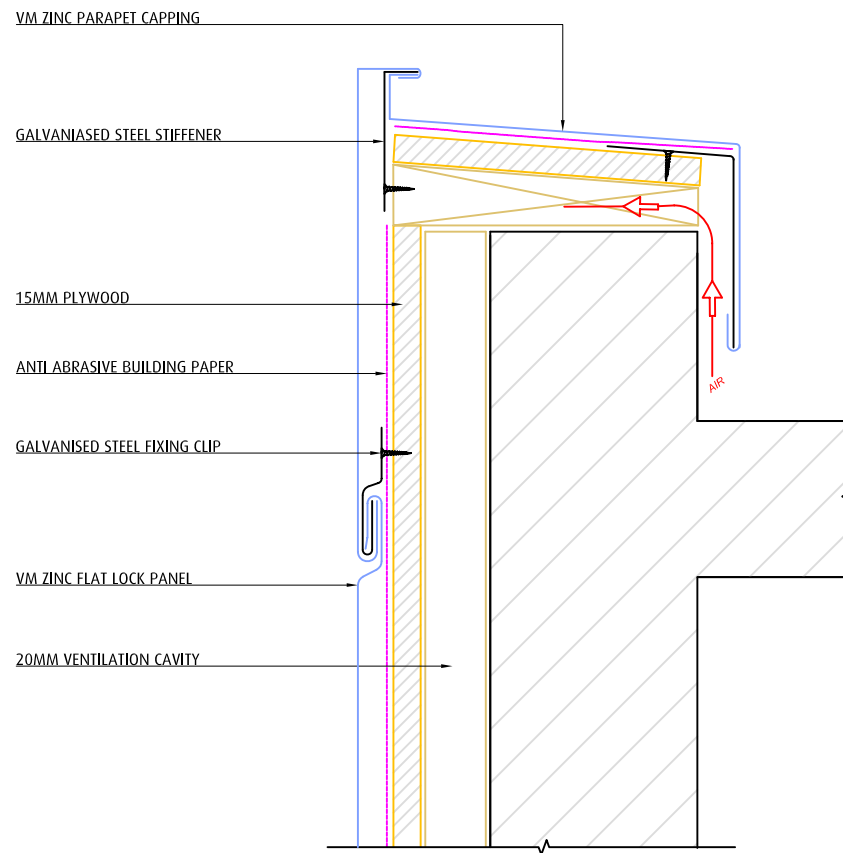 VM ZINC PARAPET CAPPING
GALVANIASED STEEL STIFFENER
15MM PLYWOOD
AIR
ANTI ABRASIVE BUILDING PAPER
GALVANISED STEEL FIXING CLIP
VM ZINC FLAT LOCK PANEL
20MM VENTILATION CAVITY